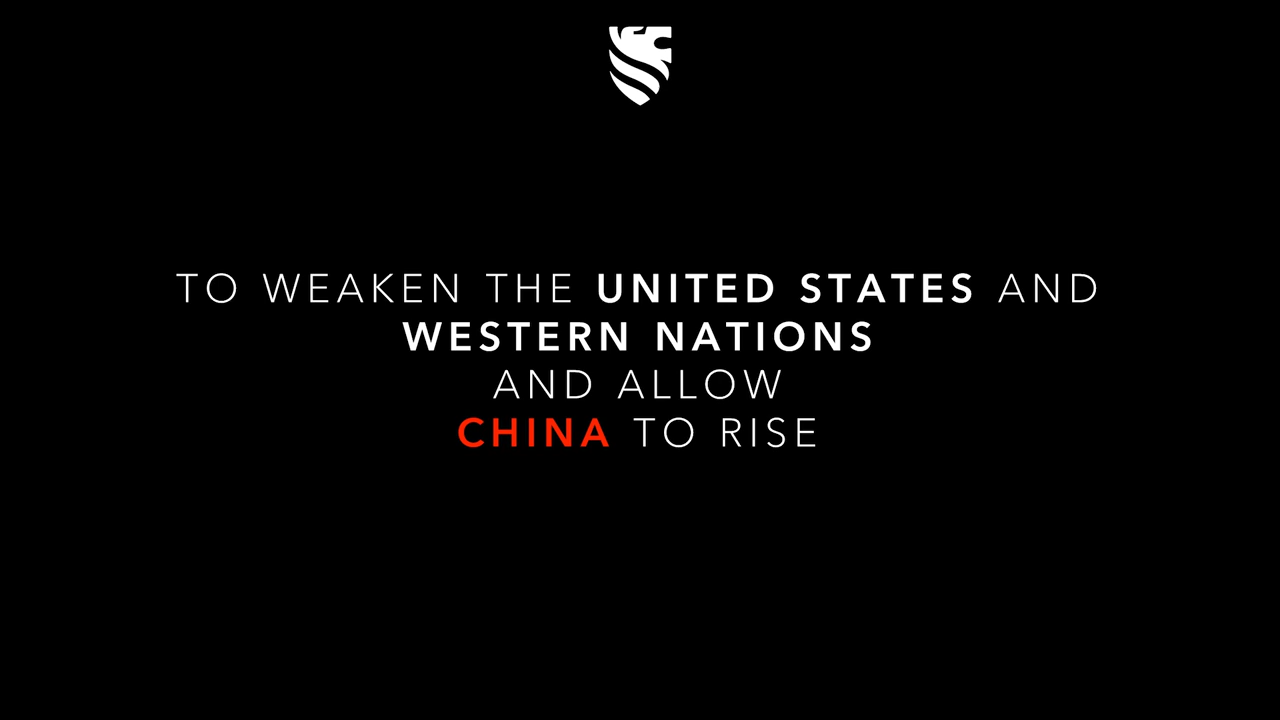 TO WEAKEN THE UNITED STATES AND
WESTERN NATIONS
AND ALLOW
CHINA TO RISE